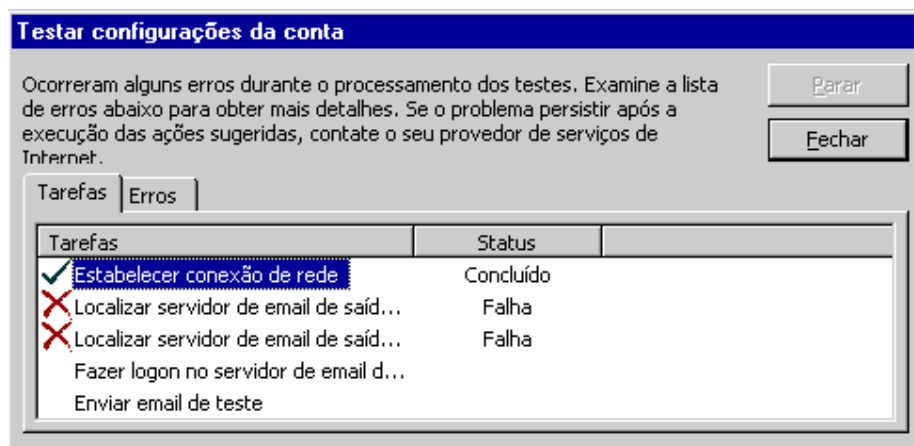 Testar configurações da conta
Ocorreram alguns erros durante o processamento dos testes. Examine a lista
de erros abaixo para obter mais detalhes. Se o problema persistir após a
execução das ações sugeridas, contate o seu provedor de serviços de
Internet.
Parar
Fechar
Tarefas Erros
Tarefas Status
Estabelecer conexão de rede Concluído
Localizar servidor de email de saíd... Falha
Localizar servidor de email de saíd... Falha
Fazer logon no servidor de email d...
Enviar email de teste